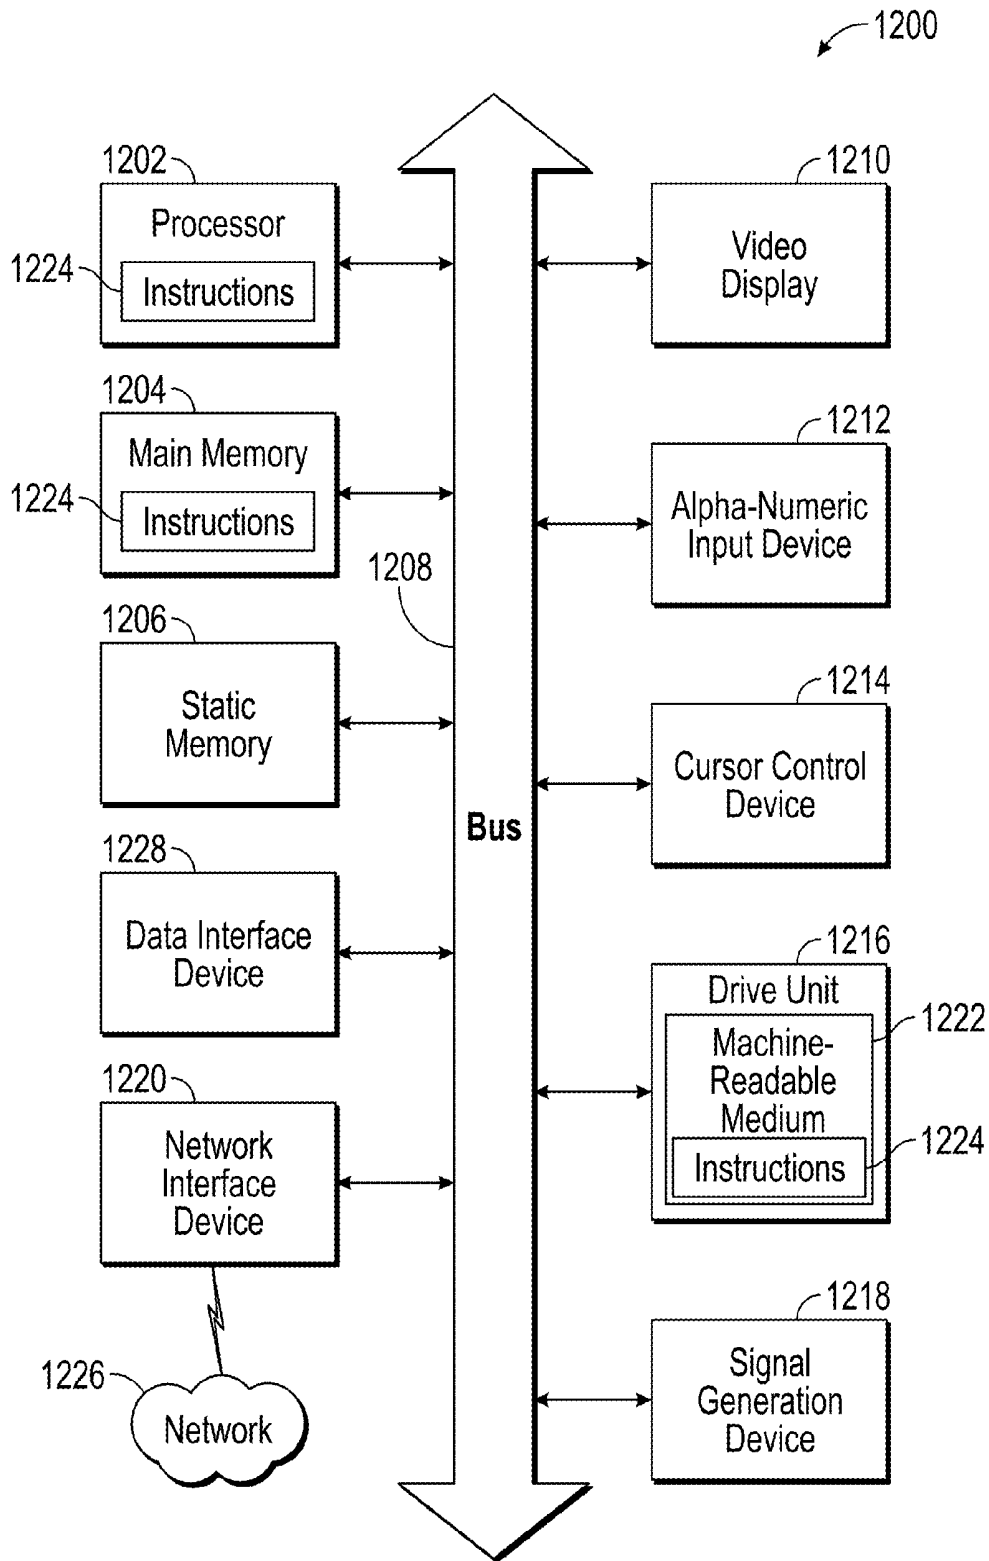 1200
1202
Processor
1224
Instructions
1204
Main Memory
1224
Instructions
1208
1206
Static
Memory
1228
Data Interface
Device
1220
Network
Interface
Device
1226
Network
Bus
1210
Video
Display
1212
Alpha-Numeric
Input Device
1214
Cursor Control
Device
1216
Drive Unit
1222
Machine-
Readable
Medium
1224
Instructions
1218
Signal
Generation
Device